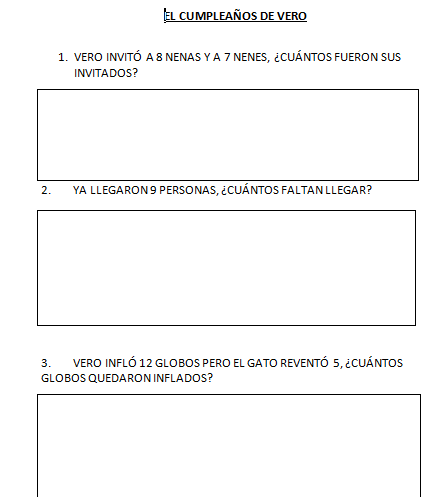 EL CUMPLEAÑOS DE VERO
1. VERO INVITÓ A 8 NENAS Y A 7 NENES, ¿CUÁNTOS FUERON SUS
INVITADOS?
2. YA LLEGARON 9 PERSONAS, ¿CUÁNTOS FALTAN LLEGAR?
3. VERO INFLÓ 12 GLOBOS PERO EL GATO REVENTÓ 5, ¿CUÁNTOS
GLOBOS QUEDARON INFLADOS?